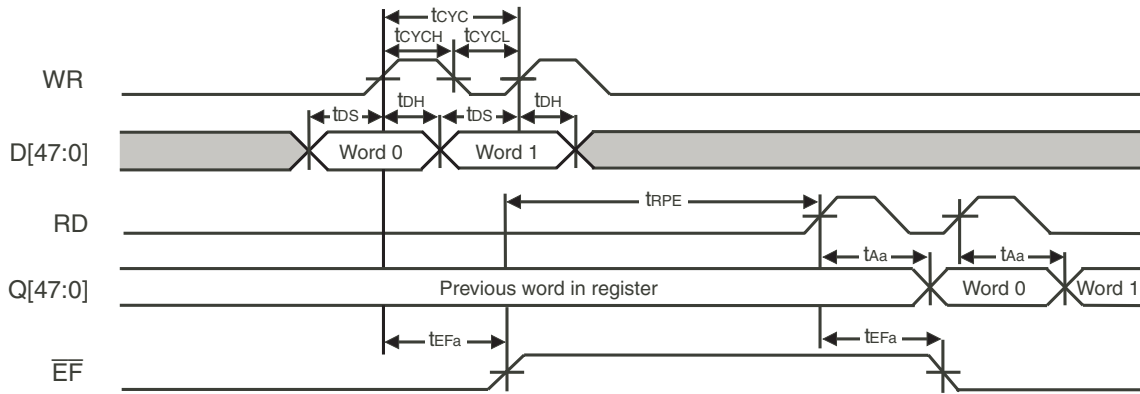 tCYC
tCYCH tCYCL
WR
tDS tDH tDS tDH
D[47:0] Word 0 Word 1
tRPE
RD
tAa tAa
Q[47:0] Previous word in register Word 0 Word 1
tEFa tEFa
EF